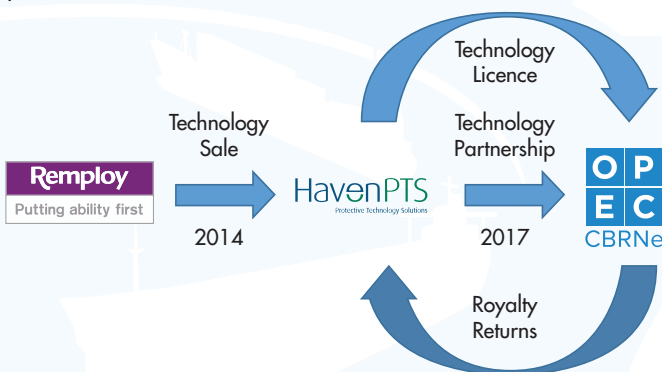 Technology
Licence
Technology
Sale
Technology
Partnership
Remploy
Putting ability first
HavenPTS
Protective Technology Solutions
O P
E C
CBRNe
2014
2017
Royalty
Returns